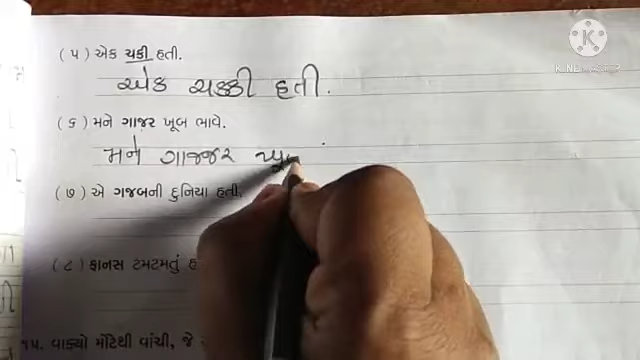 (૫) એક ચકી હતી.
એક ચક્કી હતી.
(૬) મને ગાજર ખૂબ ભાવે.
મને ગાજ્જર ખૂબ
(૭) એ ગજબની દુનિયા હતી.
(૮) ફાનસ ટમટમતું
૧૫. વાક્યો મોટેથી વાંચી, જે
K
KINEMASTER